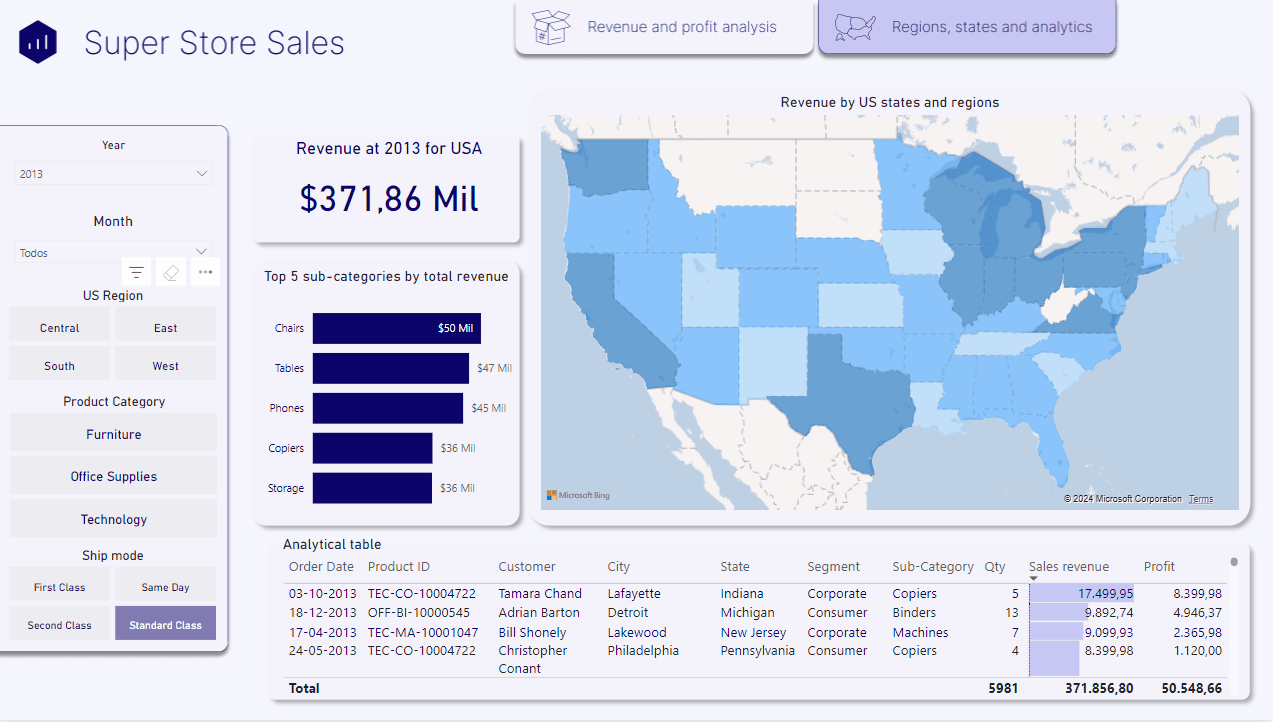 Super Store Sales
Revenue and profit analysis
Regions, states and analytics
Year
2013
Month
Todos
US Region
Central
East
South
West
Product Category
Furniture
Office Supplies
Technology
Ship mode
First Class
Same Day
Second Class
Standard Class
Revenue at 2013 for USA
$371,86 Mil
Top 5 sub-categories by total revenue
Chairs $50 Mil
Tables $47 Mil
Phones $45 Mil
Copiers $36 Mil
Storage $36 Mil
Revenue by US states and regions
Microsoft Bing
© 2024 Microsoft Corporation Terms
Analytical table
Order Date Product ID Customer City State Segment Sub-Category Qty Sales revenue Profit
03-10-2013 TEC-CO-10004722 Tamara Chand Lafayette Indiana Corporate Copiers 5 17.499,95 8.399,98
18-12-2013 OFF-BI-10000545 Adrian Barton Detroit Michigan Consumer Binders 13 9.892,74 4.946,37
17-04-2013 TEC-MA-10001047 Bill Shonely Lakewood New Jersey Corporate Machines 7 9.099,93 2.365,98
24-05-2013 TEC-CO-10004722 Christopher Philadelphia Pennsylvania Consumer Copiers 4 8.399,98 1.120,00
Conant
Total 5981 371.856,80 50.548,66